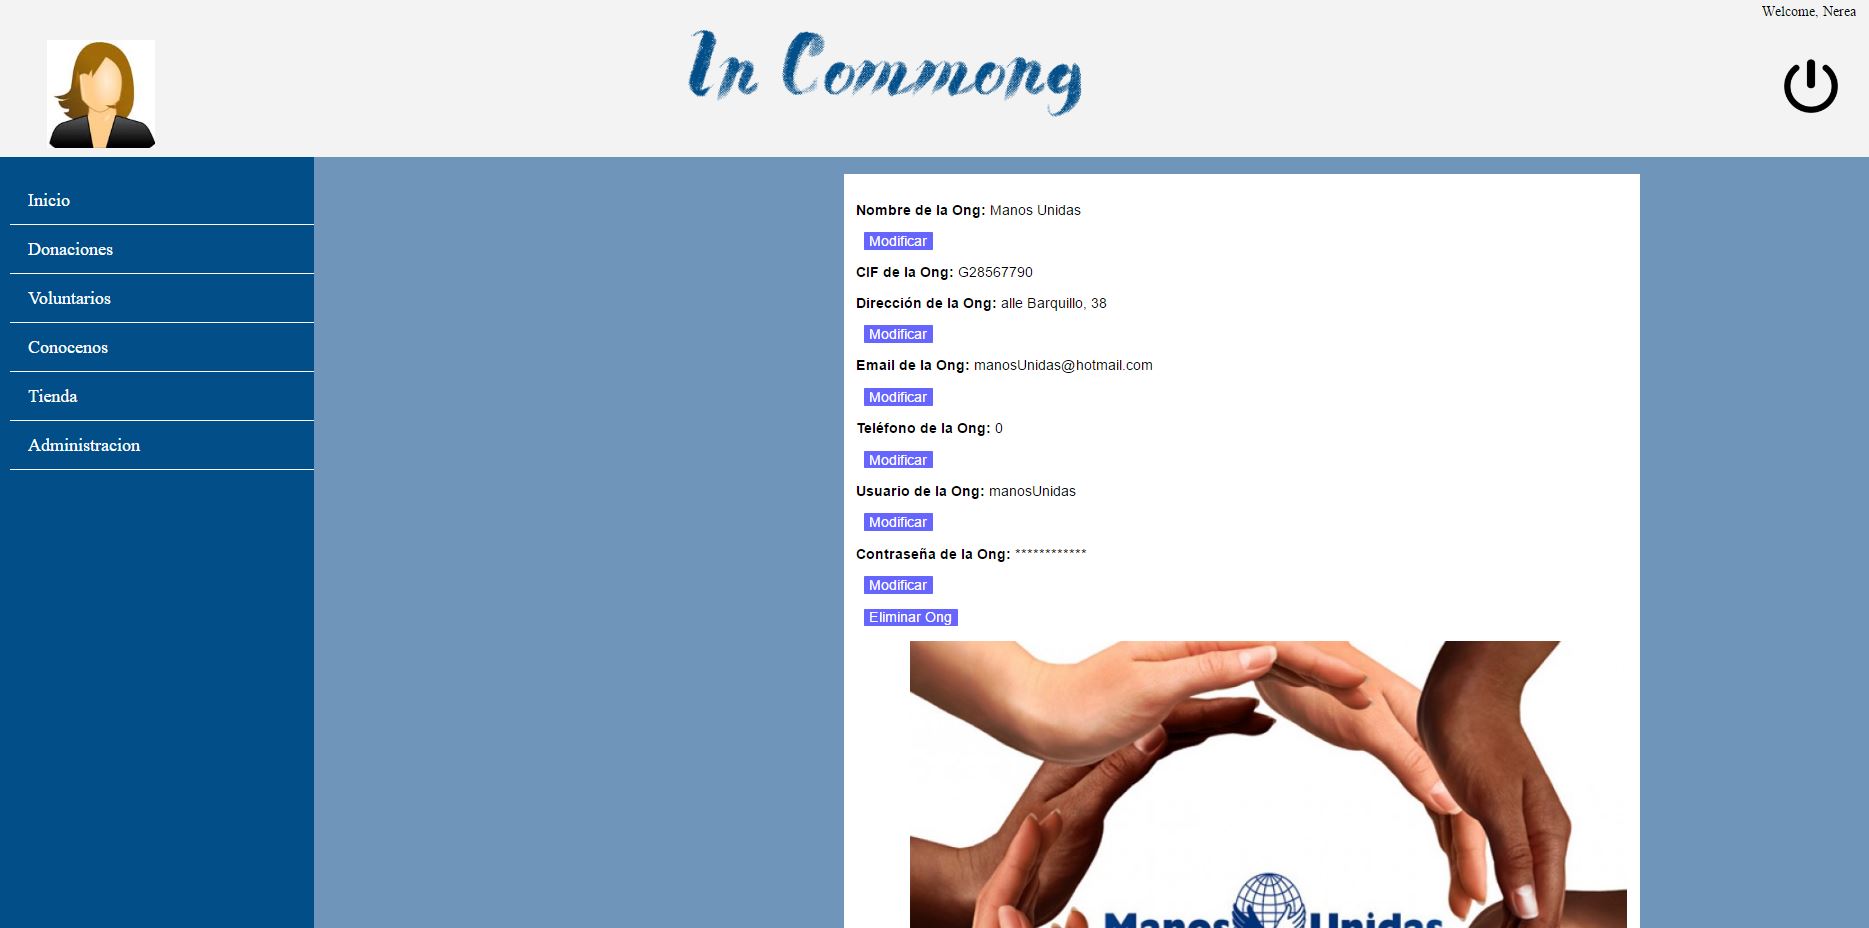 Welcome, Nerea
In Commong
Inicio
Donaciones
Voluntarios
Conocenos
Tienda
Administracion
Nombre de la Ong: Manos Unidas
Modificar
CIF de la Ong: G28567790
Dirección de la Ong: alle Barquillo, 38
Modificar
Email de la Ong: manosUnidas@hotmail.com
Modificar
Teléfono de la Ong: 0
Modificar
Usuario de la Ong: manosUnidas
Modificar
Contraseña de la Ong: ************
Modificar
Eliminar Ong
Manos Unidas